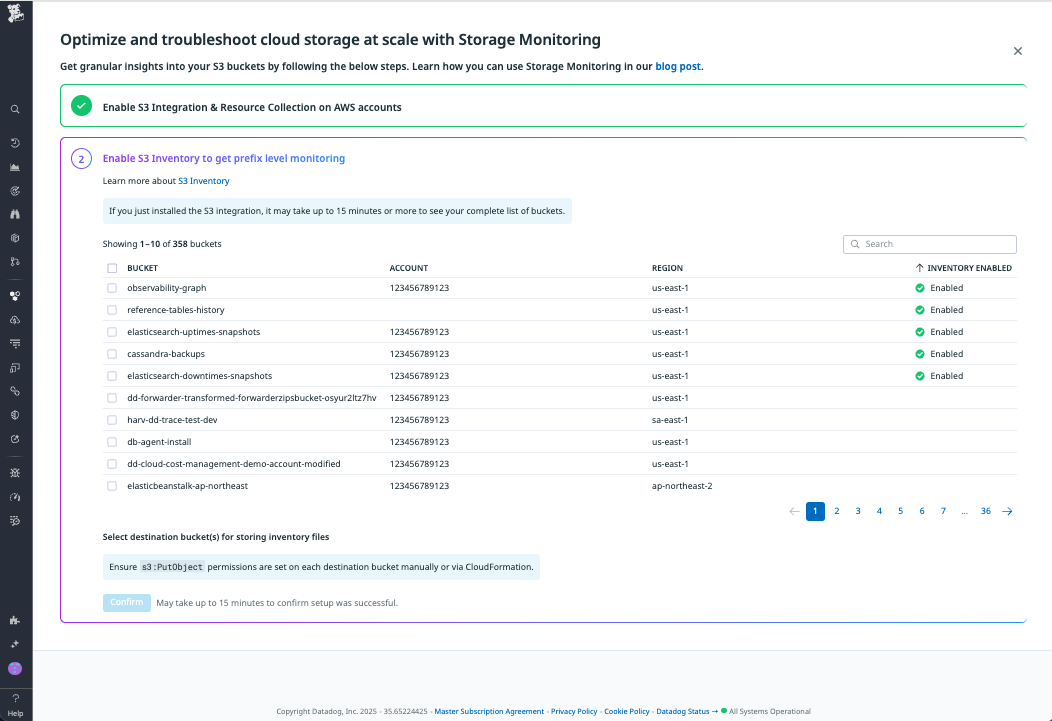 Optimize and troubleshoot cloud storage at scale with Storage Monitoring
Get granular insights into your S3 buckets by following the below steps. Learn how you can use Storage Monitoring in our blog post.
Enable S3 Integration & Resource Collection on AWS accounts
2 Enable S3 Inventory to get prefix level monitoring
Learn more about S3 Inventory
If you just installed the S3 integration, it may take up to 15 minutes or more to see your complete list of buckets.
Showing 1–10 of 358 buckets Search
BUCKET ACCOUNT REGION INVENTORY ENABLED
observability-graph 123456789123 us-east-1 Enabled
reference-tables-history us-east-1 Enabled
elasticsearch-uptimes-snapshots 123456789123 us-east-1 Enabled
cassandra-backups 123456789123 us-east-1 Enabled
elasticsearch-downtimes-snapshots 123456789123 us-east-1 Enabled
dd-forwarder-transformed-forwarderzipsbucket-osyur2ltz7hv 123456789123 us-east-1
harv-dd-trace-test-dev 123456789123 sa-east-1
db-agent-install 123456789123 us-east-1
dd-cloud-cost-management-demo-account-modified 123456789123 us-east-1
elasticbeanstalk-ap-northeast 123456789123 ap-northeast-2
← 1 2 3 4 5 6 7 ... 36 →
Select destination bucket(s) for storing inventory files
Ensure s3:PutObject permissions are set on each destination bucket manually or via CloudFormation.
Confirm May take up to 15 minutes to confirm setup was successful.
Help
Copyright Datadog, Inc. 2025 - 35.65224425 - Master Subscription Agreement - Privacy Policy - Cookie Policy - Datadog Status → All Systems Operational